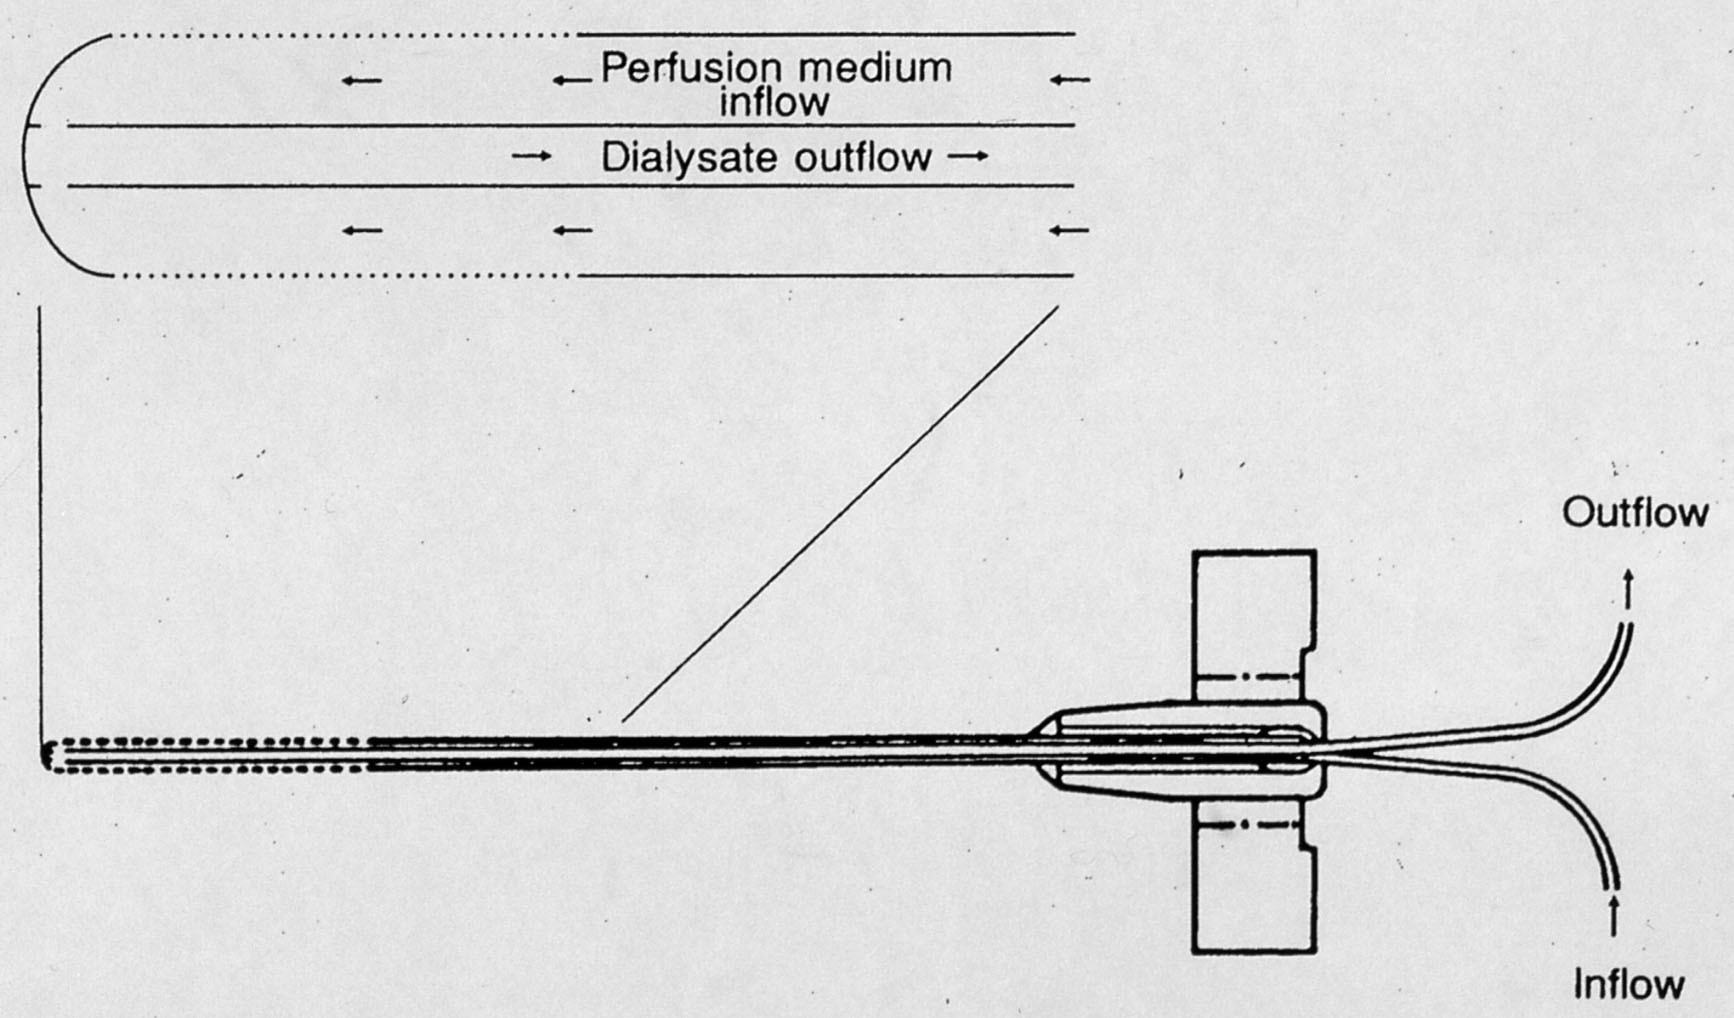 Perfusion medium
inflow
Dialysate outflow
Outflow
Inflow